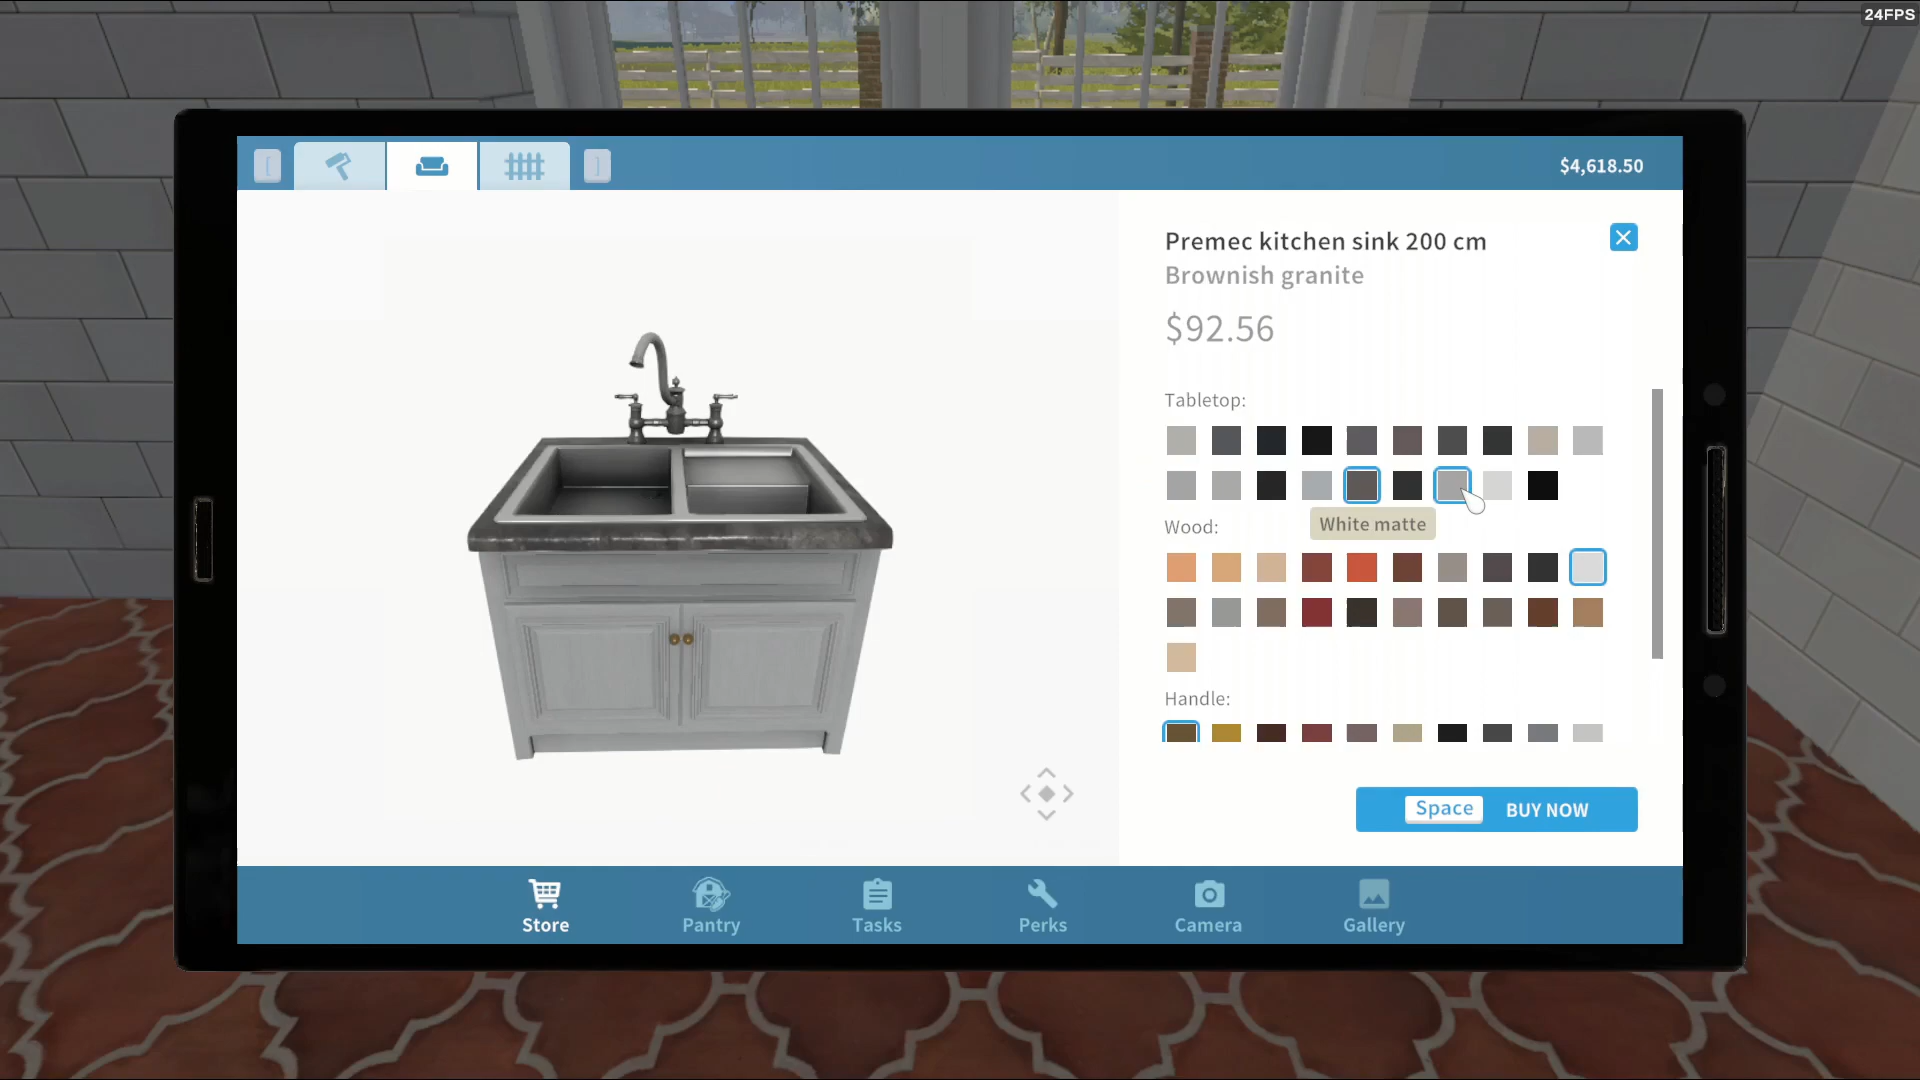 24FPS
[
]
$4,618.50
Premec kitchen sink 200 cm
Brownish granite
$92.56
Tabletop:
White matte
Wood:
Handle:
Space BUY NOW
Store Pantry Tasks Perks Camera Gallery